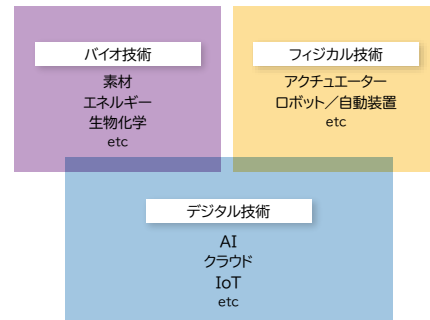 バイオ技術
素材
エネルギー
生物化学
etc
フィジカル技術
アクチュエーター
ロボット／自動装置
etc
デジタル技術
AI
クラウド
IoT
etc